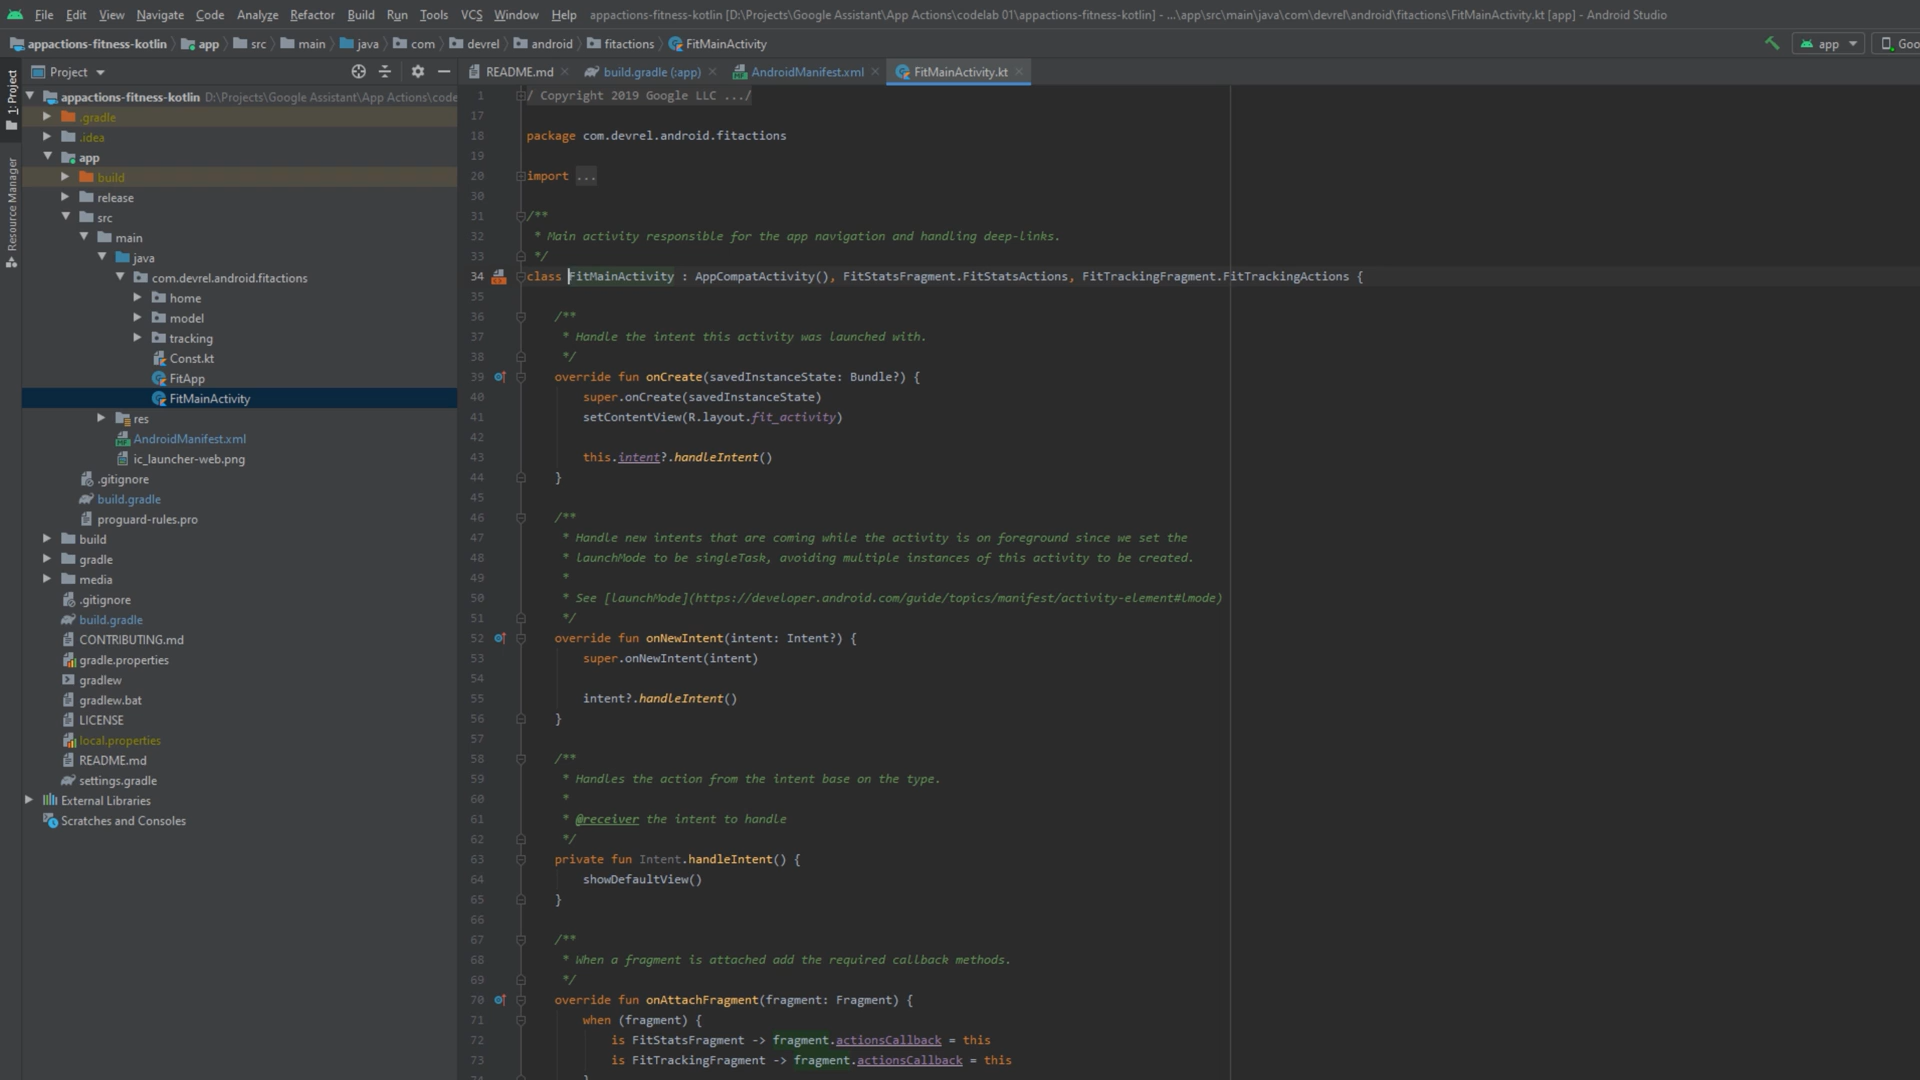 File Edit View Navigate Code Analyze Refactor Build Run Tools VCS Window Help appactions-fitness-kotlin [D:\Projects\Google Assistant\App Actions\codelab 01\appactions-fitness-kotlin] - ...\app\src\main\java\com\devrel\android\fitactions\FitMainActivity.kt [app] - Android Studio
appactions-fitness-kotlin app src main java com devrel android fitactions FitMainActivity app Goo
1: Project
Resource Manager
Project
README.md build.gradle (:app) AndroidManifest.xml FitMainActivity.kt
appactions-fitness-kotlin D:\Projects\Google Assistant\App Actions\code
.gradle
.idea
app
build
release
src
main
java
com.devrel.android.fitactions
home
model
tracking
Const.kt
FitApp
FitMainActivity
res
AndroidManifest.xml
ic_launcher-web.png
.gitignore
build.gradle
proguard-rules.pro
build
gradle
media
.gitignore
build.gradle
CONTRIBUTING.md
gradle.properties
gradlew
gradlew.bat
LICENSE
local.properties
README.md
settings.gradle
External Libraries
Scratches and Consoles
1 / Copyright 2019 Google LLC .../
17
18 package com.devrel.android.fitactions
19
20 import ...
30
31 /**
32 * Main activity responsible for the app navigation and handling deep-links.
33 */
34 class FitMainActivity : AppCompatActivity(), FitStatsFragment.FitStatsActions, FitTrackingFragment.FitTrackingActions {
35
36 /**
37 * Handle the intent this activity was launched with.
38 */
39 override fun onCreate(savedInstanceState: Bundle?) {
40 super.onCreate(savedInstanceState)
41 setContentView(R.layout.fit_activity)
42
43 this.intent?.handleIntent()
44 }
45
46 /**
47 * Handle new intents that are coming while the activity is on foreground since we set the
48 * launchMode to be singleTask, avoiding multiple instances of this activity to be created.
49 *
50 * See [launchMode](https://developer.android.com/guide/topics/manifest/activity-element#lmode)
51 */
52 override fun onNewIntent(intent: Intent?) {
53 super.onNewIntent(intent)
54
55 intent?.handleIntent()
56 }
57
58 /**
59 * Handles the action from the intent base on the type.
60 *
61 * @receiver the intent to handle
62 */
63 private fun Intent.handleIntent() {
64 showDefaultView()
65 }
66
67 /**
68 * When a fragment is attached add the required callback methods.
69 */
70 override fun onAttachFragment(fragment: Fragment) {
71 when (fragment) {
72 is FitStatsFragment -> fragment.actionsCallback = this
73 is FitTrackingFragment -> fragment.actionsCallback = this